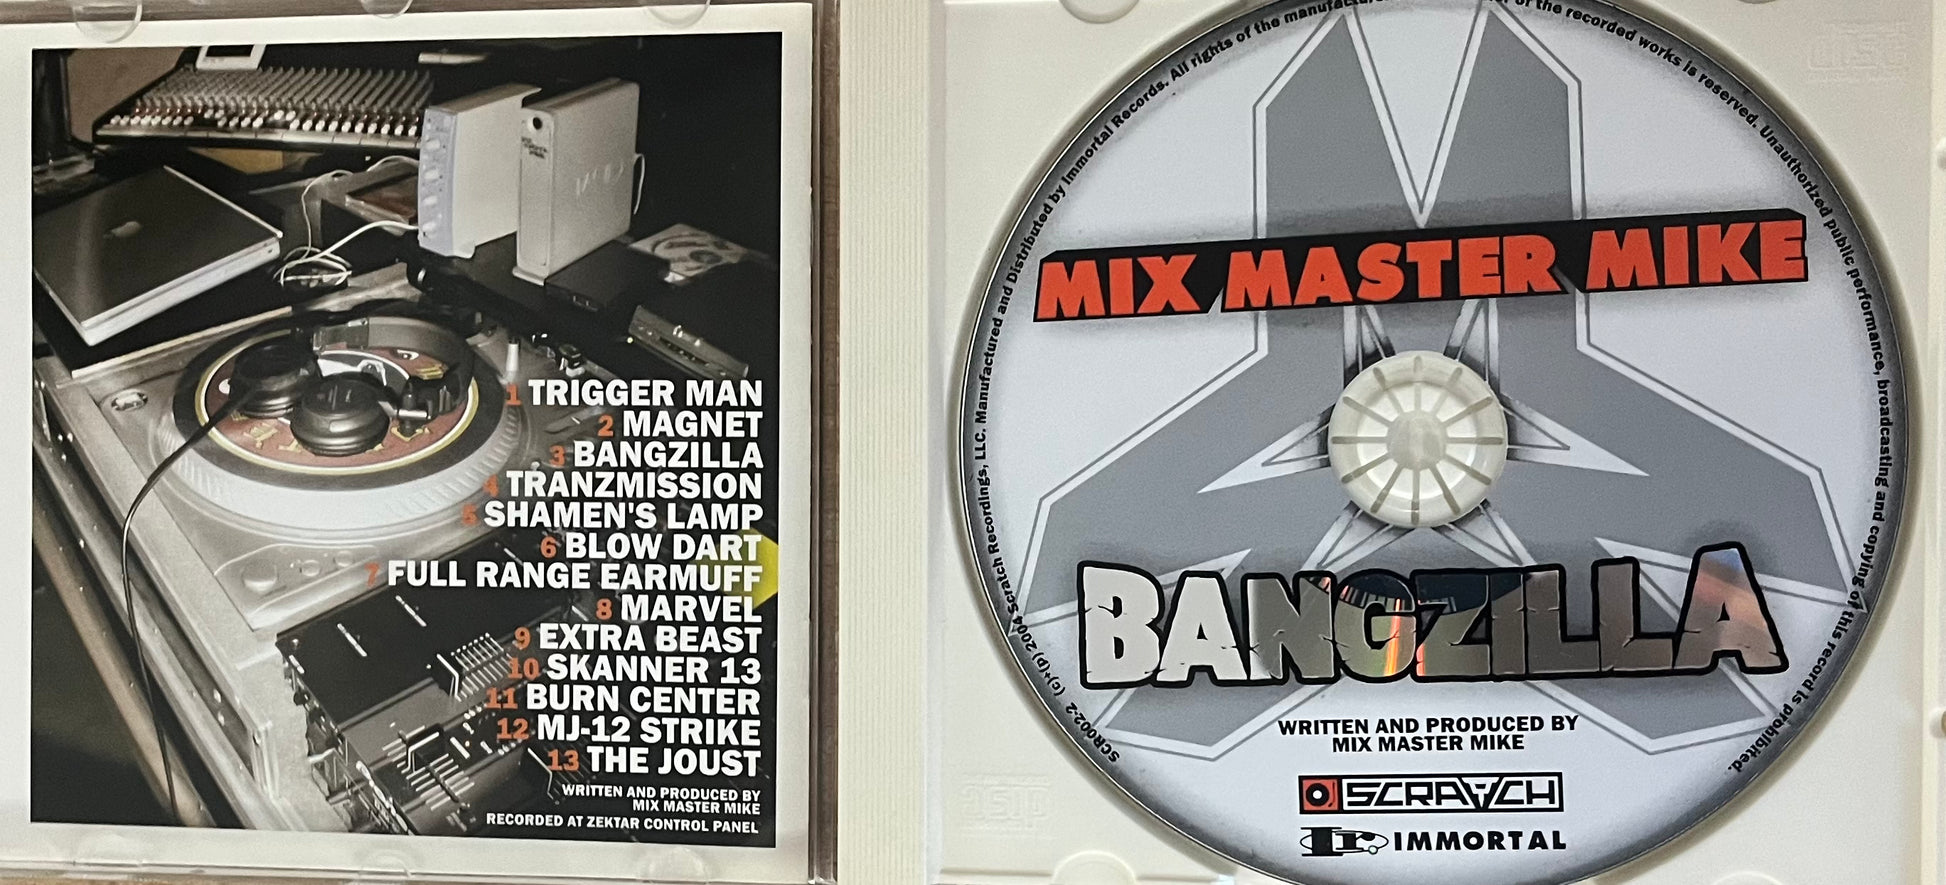 1 TRIGGER MAN
2 MAGNET
3 BANGZILLA
4 TRANZMISSION
5 SHAMEN'S LAMP
6 BLOW DART
7 FULL RANGE EARMUFF
8 MARVEL
9 EXTRA BEAST
10 SKANNER 13
11 BURN CENTER
12 MJ-12 STRIKE
13 THE JOUST
WRITTEN AND PRODUCED BY
MIX MASTER MIKE
RECORDED AT ZEKTAR CONTROL PANEL
MIX MASTER MIKE
BANGZILLA
WRITTEN AND PRODUCED BY
MIX MASTER MIKE
SCRATCH
Ir IMMORTAL
SCR002-2 (c)+(p) 2004 Scratch Recordings, LLC. Manufactured and Distributed by Immortal Records. All rights of the manufacturer of the recorded works is reserved. Unauthorized public performance, broadcasting and copying of this record is prohibited.